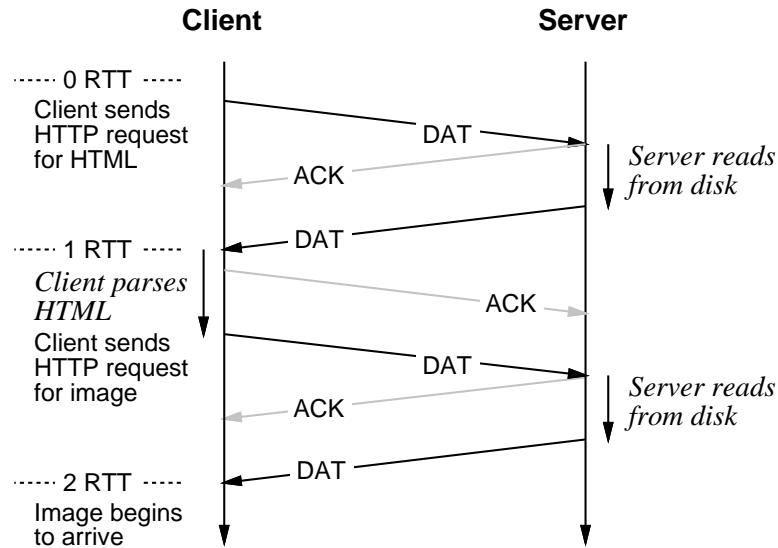 Client
Server
0 RTT
Client sends
HTTP request
for HTML
DAT
ACK
Server reads
from disk
DAT
1 RTT
Client parses
HTML
ACK
Client sends
HTTP request
for image
DAT
ACK
Server reads
from disk
DAT
2 RTT
Image begins
to arrive